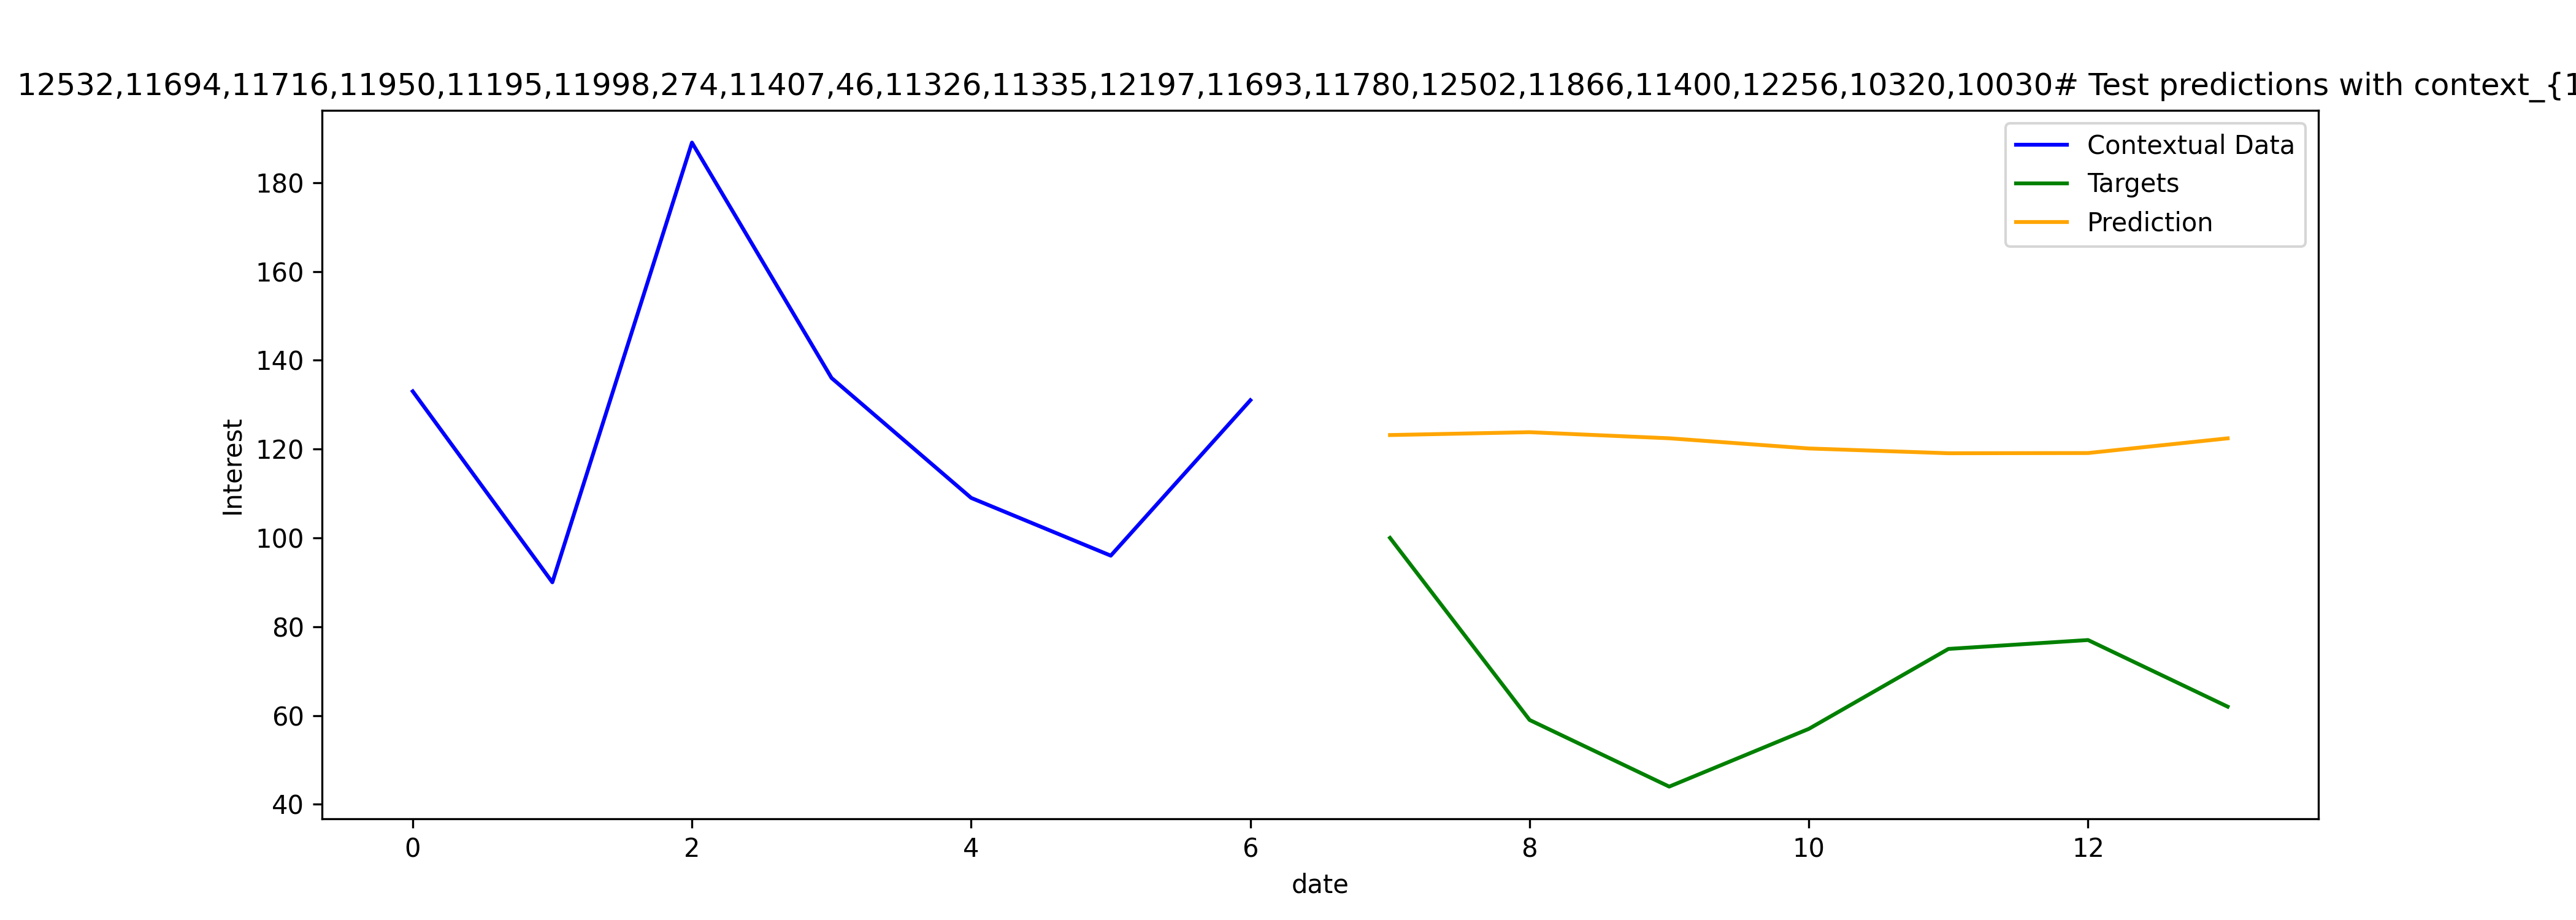 12532,11694,11716,11950,11195,11998,274,11407,46,11326,11335,12197,11693,11780,12502,11866,11400,12256,10320,10030# Test predictions with context_{1
Contextual Data
Targets
Prediction
180
160
140
120
100
80
60
40
Interest
0 2 4 6 8 10 12
date